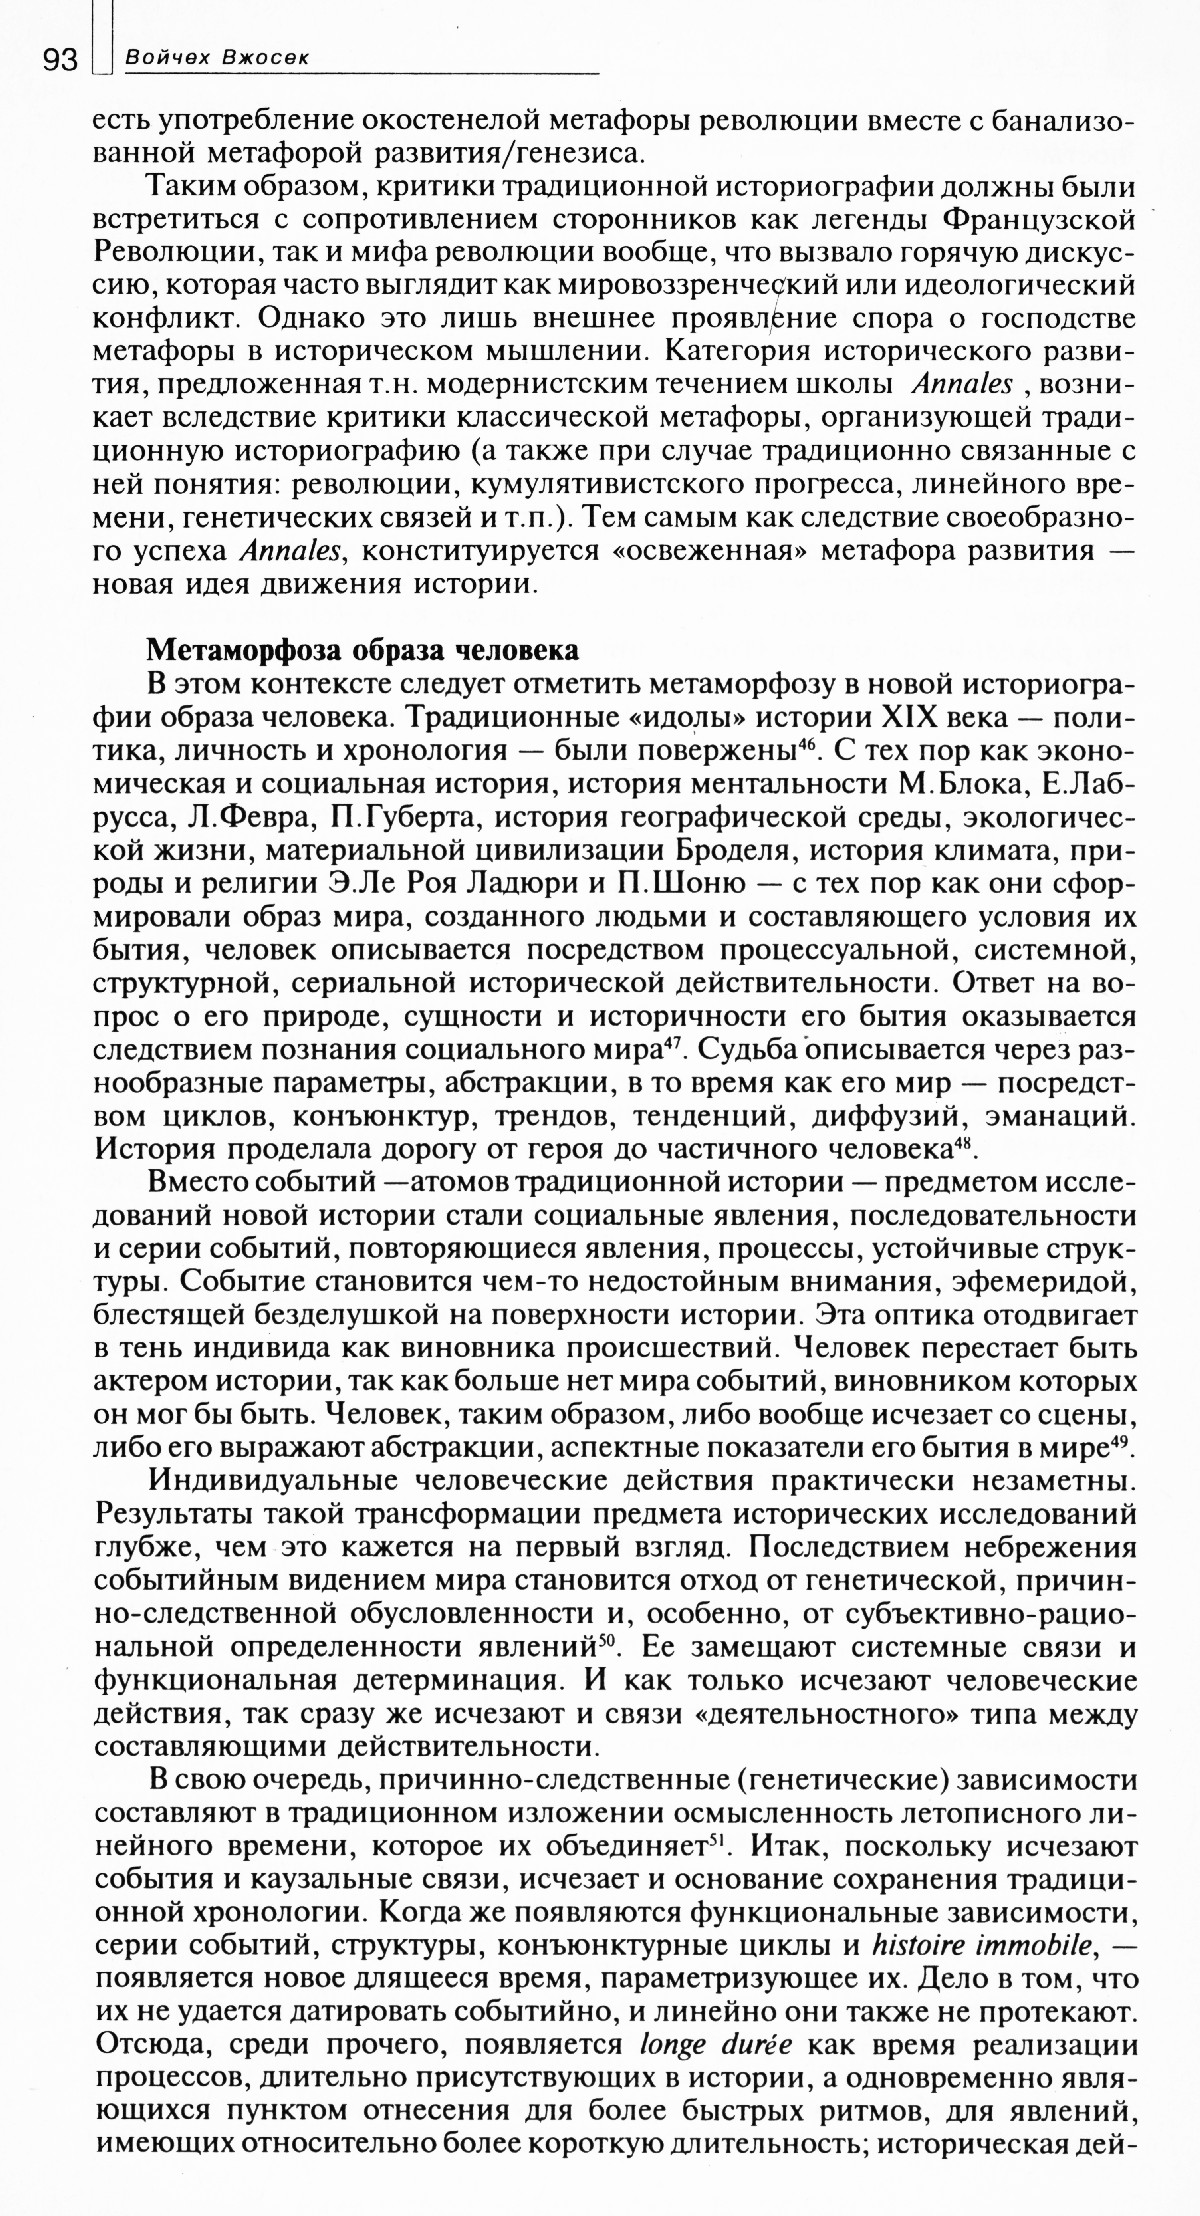 93 Войчех Вжосек
есть употребление окостенелой метафоры революции вместе с банализо-
ванной метафорой развития/генезиса.
Таким образом, критики традиционной историографии должны были
встретиться с сопротивлением сторонников как легенды Французской
Революции, так и мифа революции вообще, что вызвало горячую дискус-
сию, которая часто выглядит как мировоззренческий или идеологический
конфликт. Однако это лишь внешнее проявление спора о господстве
метафоры в историческом мышлении. Категория исторического разви-
тия, предложенная т.н. модернистским течением школы Annales , возни-
кает вследствие критики классической метафоры, организующей тради-
ционную историографию (а также при случае традиционно связанные с
ней понятия: революции, кумулятивистского прогресса, линейного вре-
мени, генетических связей и т.п.). Тем самым как следствие своеобразно-
го успеха Annales, конституируется «освеженная» метафора развития —
новая идея движения истории.
Метаморфоза образа человека
В этом контексте следует отметить метаморфозу в новой историогра-
фии образа человека. Традиционные «идолы» истории XIX века — поли-
тика, личность и хронология — были повержены⁴⁶. С тех пор как эконо-
мическая и социальная история, история ментальности М.Блока, Е.Лаб-
русса, Л.Февра, П.Губерта, история географической среды, экологичес-
кой жизни, материальной цивилизации Броделя, история климата, при-
роды и религии Э.Ле Роя Ладюри и П.Шоню — с тех пор как они сфор-
мировали образ мира, созданного людьми и составляющего условия их
бытия, человек описывается посредством процессуальной, системной,
структурной, сериальной исторической действительности. Ответ на во-
прос о его природе, сущности и историчности его бытия оказывается
следствием познания социального мира⁴⁷. Судьба описывается через раз-
нообразные параметры, абстракции, в то время как его мир — посредст-
вом циклов, конъюнктур, трендов, тенденций, диффузий, эманаций.
История проделала дорогу от героя до частичного человека⁴⁸.
Вместо событий —атомов традиционной истории — предметом иссле-
дований новой истории стали социальные явления, последовательности
и серии событий, повторяющиеся явления, процессы, устойчивые струк-
туры. Событие становится чем-то недостойным внимания, эфемеридой,
блестящей безделушкой на поверхности истории. Эта оптика отодвигает
в тень индивида как виновника происшествий. Человек перестает быть
актером истории, так как больше нет мира событий, виновником которых
он мог бы быть. Человек, таким образом, либо вообще исчезает со сцены,
либо его выражают абстракции, аспектные показатели его бытия в мире⁴⁹.
Индивидуальные человеческие действия практически незаметны.
Результаты такой трансформации предмета исторических исследований
глубже, чем это кажется на первый взгляд. Последствием небрежения
событийным видением мира становится отход от генетической, причин-
но-следственной обусловленности и, особенно, от субъективно-рацио-
нальной определенности явлений⁵⁰. Ее замещают системные связи и
функциональная детерминация. И как только исчезают человеческие
действия, так сразу же исчезают и связи «деятельностного» типа между
составляющими действительности.
В свою очередь, причинно-следственные (генетические) зависимости
составляют в традиционном изложении осмысленность летописного ли-
нейного времени, которое их объединяет⁵¹. Итак, поскольку исчезают
события и каузальные связи, исчезает и основание сохранения традици-
онной хронологии. Когда же появляются функциональные зависимости,
серии событий, структуры, конъюнктурные циклы и histoire immobile, —
появляется новое длящееся время, параметризующее их. Дело в том, что
их не удается датировать событийно, и линейно они также не протекают.
Отсюда, среди прочего, появляется longe durée как время реализации
процессов, длительно присутствующих в истории, а одновременно явля-
ющихся пунктом отнесения для более быстрых ритмов, для явлений,
имеющих относительно более короткую длительность; историческая дей-